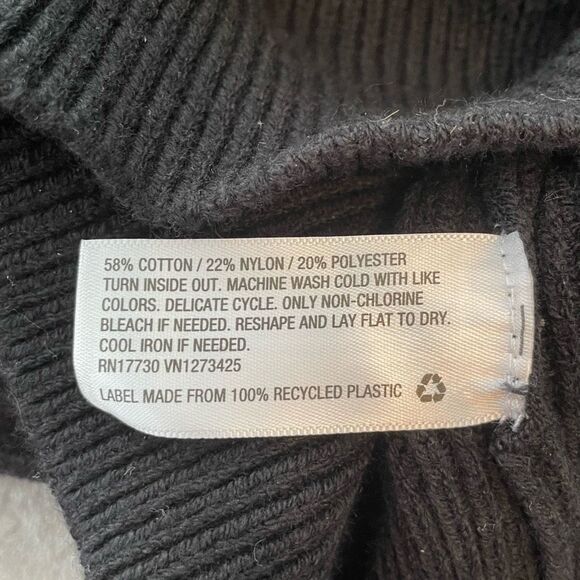 58% COTTON / 22% NYLON / 20% POLYESTER
TURN INSIDE OUT. MACHINE WASH COLD WITH LIKE
COLORS. DELICATE CYCLE. ONLY NON-CHLORINE
BLEACH IF NEEDED. RESHAPE AND LAY FLAT TO DRY.
COOL IRON IF NEEDED.
RN17730 VN1273425
LABEL MADE FROM 100% RECYCLED PLASTIC